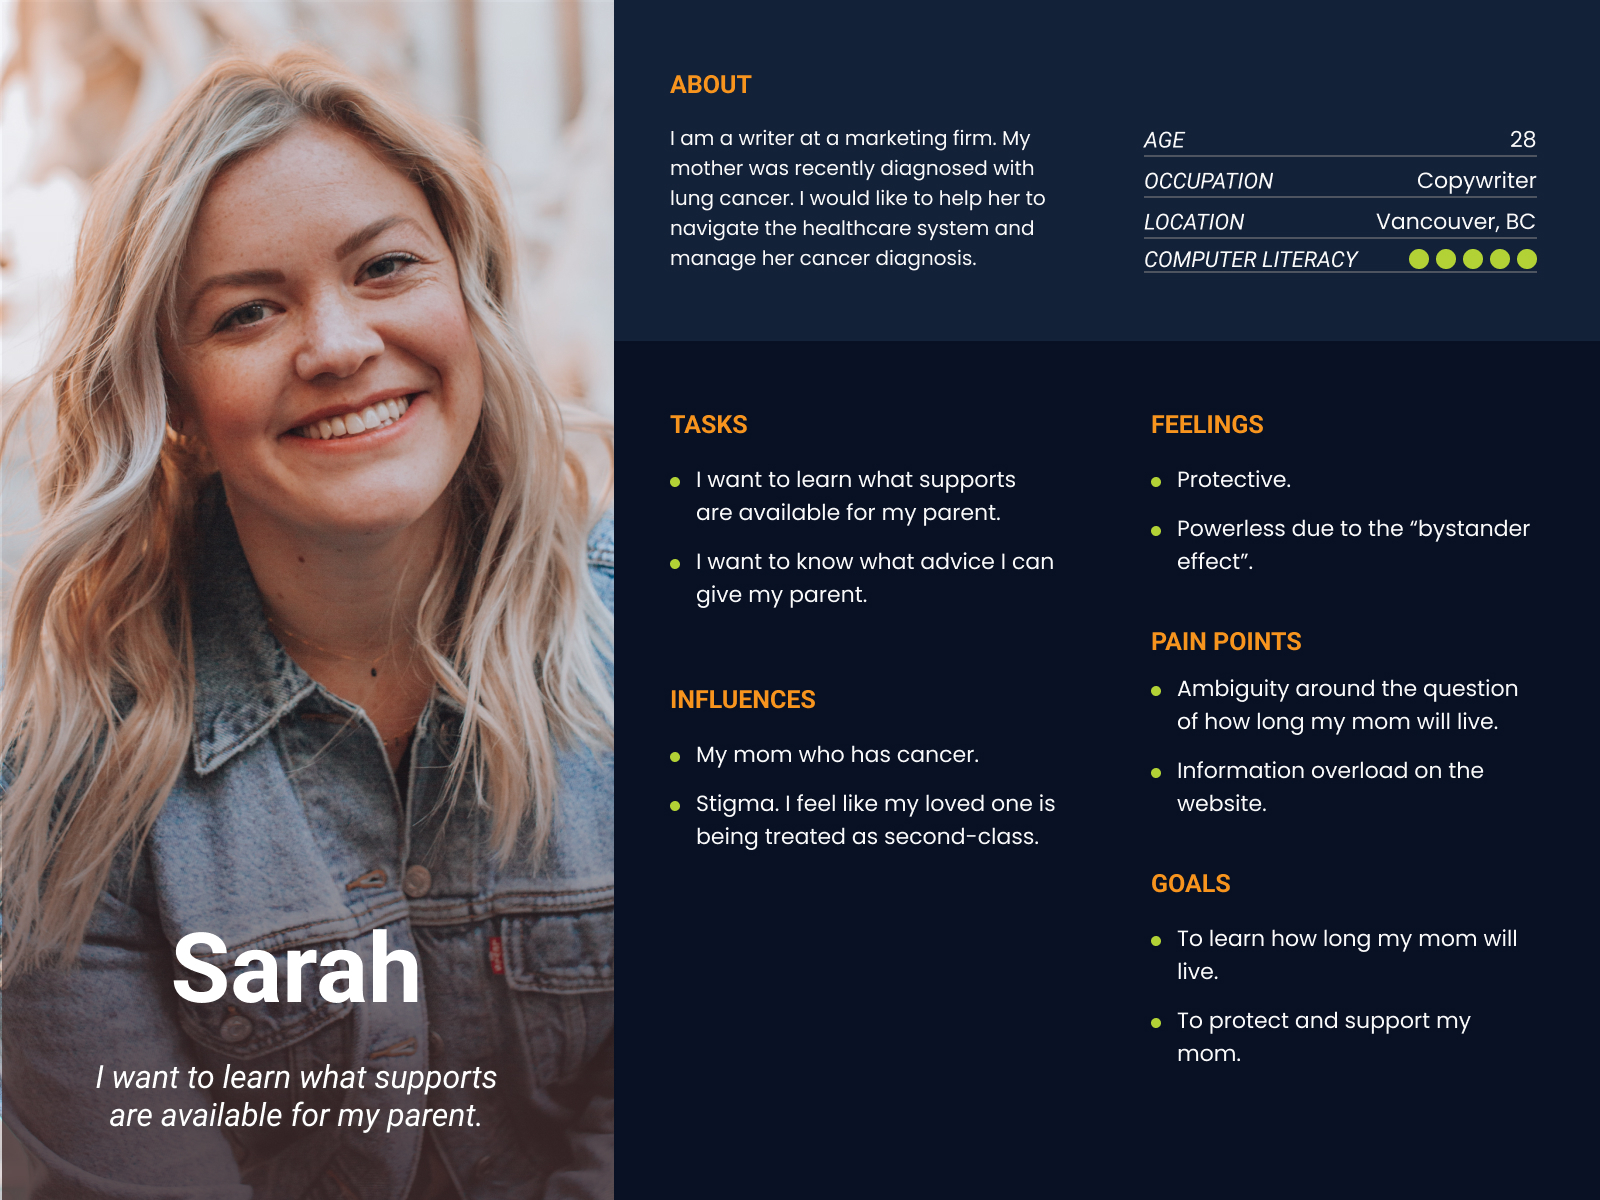 Sarah
I want to learn what supports
are available for my parent.
ABOUT
I am a writer at a marketing firm. My
mother was recently diagnosed with
lung cancer. I would like to help her to
navigate the healthcare system and
manage her cancer diagnosis.
AGE 28
OCCUPATION Copywriter
LOCATION Vancouver, BC
COMPUTER LITERACY
TASKS
I want to learn what supports
are available for my parent.
I want to know what advice I can
give my parent.
INFLUENCES
My mom who has cancer.
Stigma. I feel like my loved one is
being treated as second-class.
FEELINGS
Protective.
Powerless due to the “bystander
effect”.
PAIN POINTS
Ambiguity around the question
of how long my mom will live.
Information overload on the
website.
GOALS
To learn how long my mom will
live.
To protect and support my
mom.